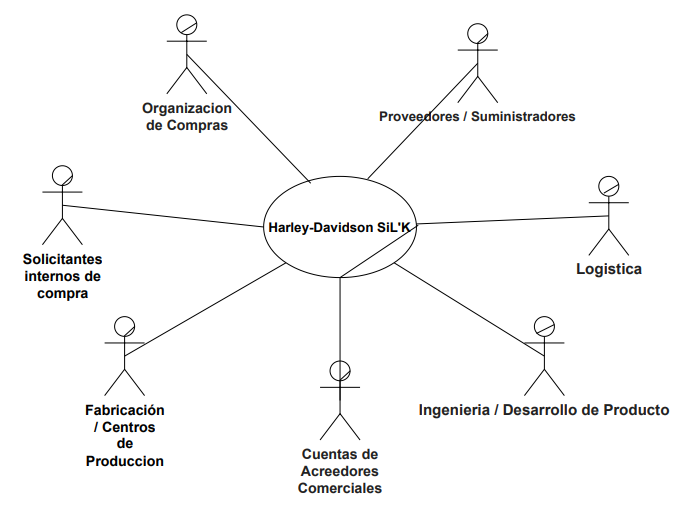 Organizacion
de Compras
Proveedores / Suministradores
Harley-Davidson SiL'K
Solicitantes
internos de
compra
Logistica
Fabricación
/ Centros
de
Produccion
Ingenieria / Desarrollo de Producto
Cuentas de
Acreedores
Comerciales